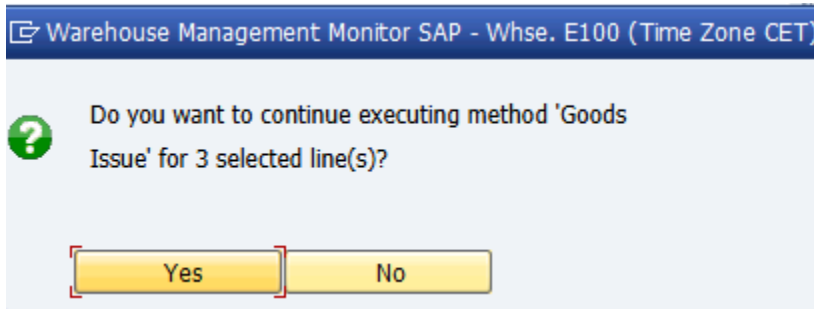 Warehouse Management Monitor SAP - Whse. E100 (Time Zone CET)
Do you want to continue executing method 'Goods
Issue' for 3 selected line(s)?
Yes
No